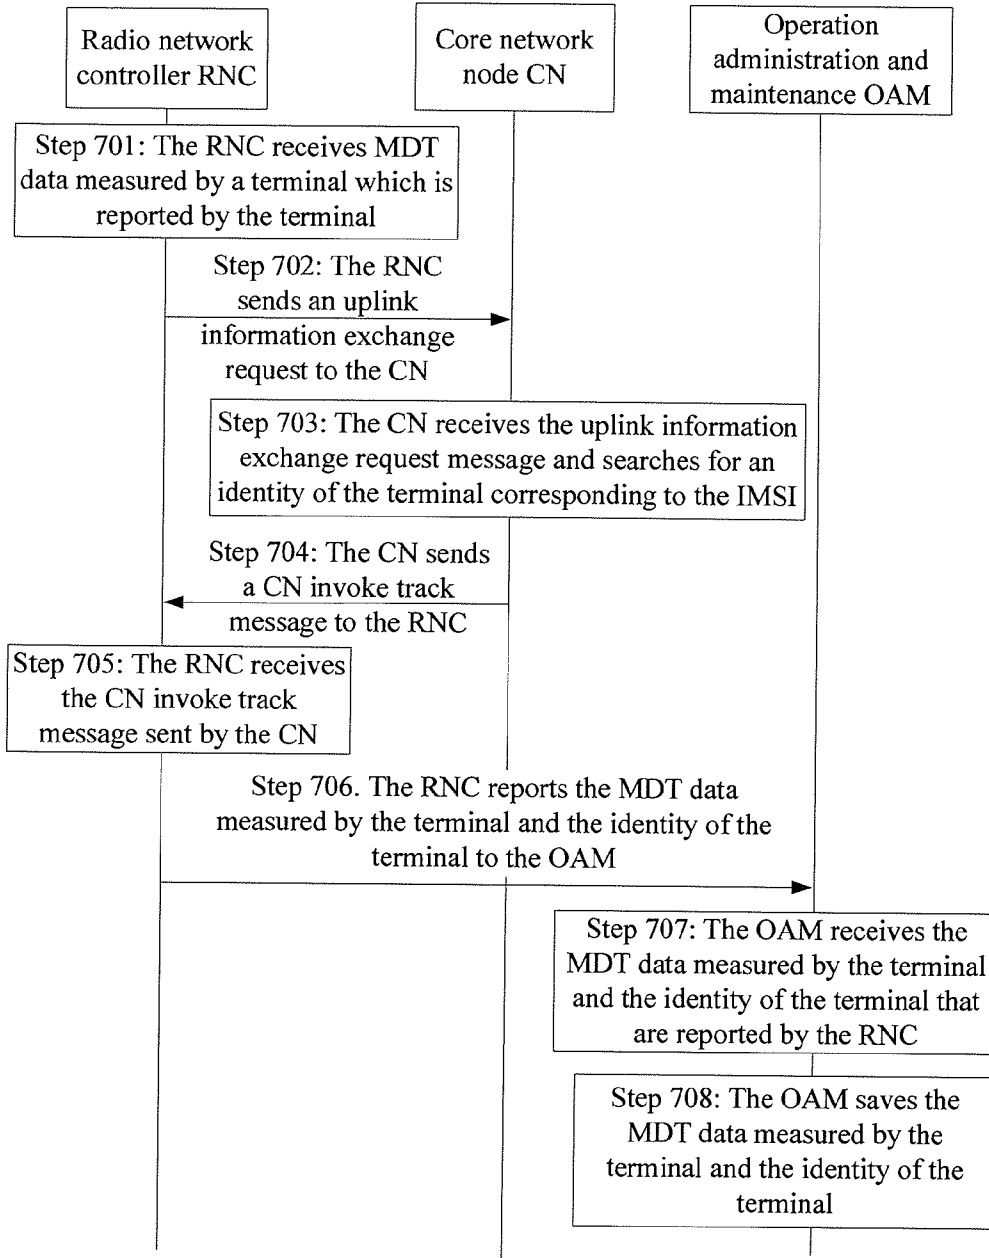 Radio network
controller RNC
Core network
node CN
Operation
administration and
maintenance OAM
Step 701: The RNC receives MDT
data measured by a terminal which is
reported by the terminal
Step 702: The RNC
sends an uplink
information exchange
request to the CN
Step 703: The CN receives the uplink information
exchange request message and searches for an
identity of the terminal corresponding to the IMSI
Step 704: The CN sends
a CN invoke track
message to the RNC
Step 705: The RNC receives
the CN invoke track
message sent by the CN
Step 706. The RNC reports the MDT data
measured by the terminal and the identity of the
terminal to the OAM
Step 707: The OAM receives the
MDT data measured by the terminal
and the identity of the terminal that
are reported by the RNC
Step 708: The OAM saves the
MDT data measured by the
terminal and the identity of the
terminal